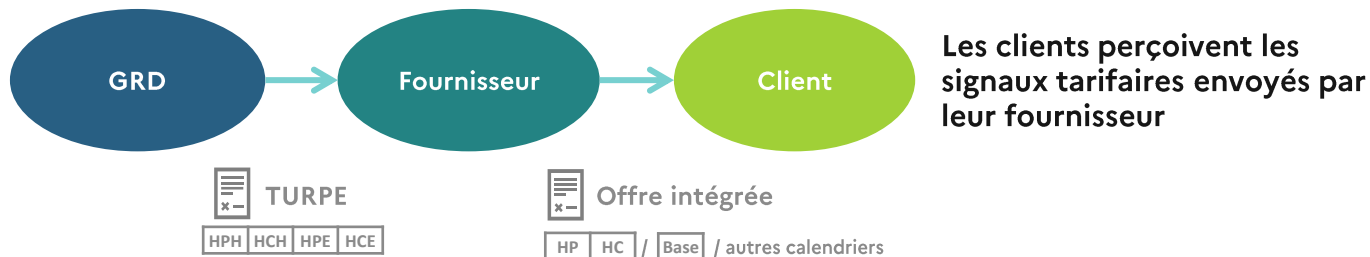 GRD
Fournisseur
Client
Les clients perçoivent les
signaux tarifaires envoyés par
leur fournisseur
TURPE
HPH HCH HPE HCE
Offre intégrée
HP HC / Base / autres calendriers